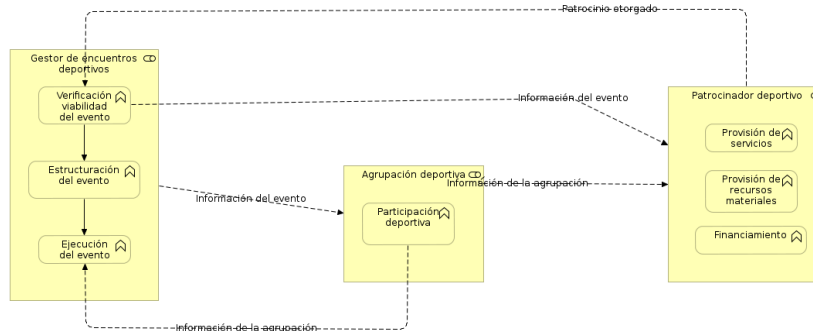 Patrocinio otorgado
Gestor de encuentros
deportivos
Verificación
viabilidad
del evento
Información del evento
Patrocinador deportivo
Provisión de
servicios
Estructuración
del evento
Agrupación deportiva
Información de la agrupación
Provisión de
recursos
materiales
Información del evento
Participación
deportiva
Financiamiento
Ejecución
del evento
Información de la agrupación